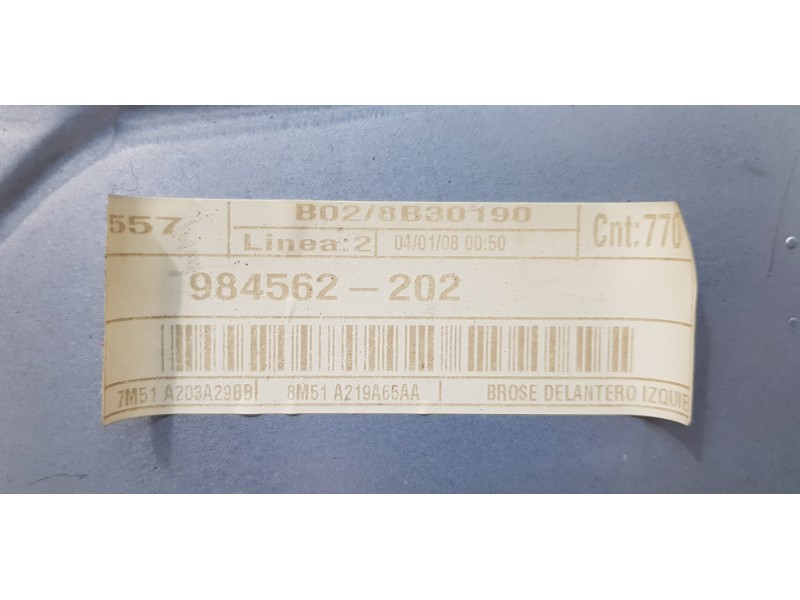 557
B02/8B30190
Linea:2
04/01/08 00:50
Cnt:770
984562-202
7M51 A203A29BB
8M51 A219A65AA
BROSE DELANTERO IZQUIE